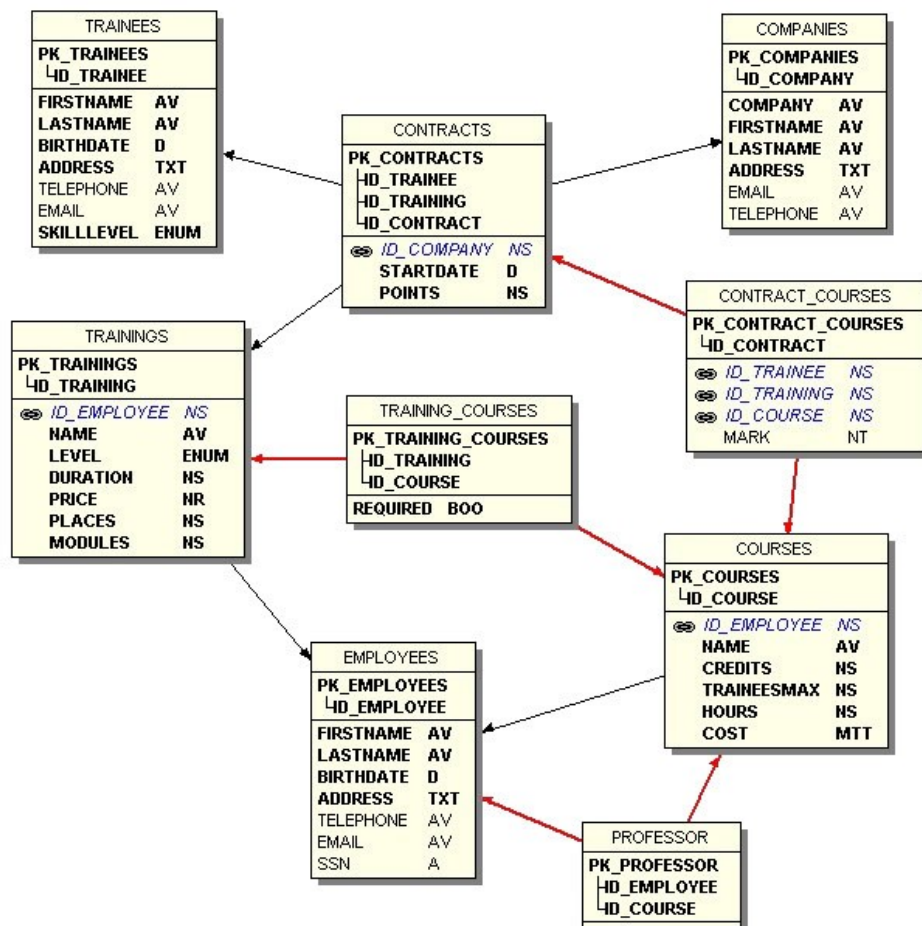 TRAINEES
PK_TRAINEES
ID_TRAINEE
FIRSTNAME AV
LASTNAME AV
BIRTHDATE D
ADDRESS TXT
TELEPHONE AV
EMAIL AV
SKILLLEVEL ENUM
COMPANIES
PK_COMPANIES
ID_COMPANY
COMPANY AV
FIRSTNAME AV
LASTNAME AV
ADDRESS TXT
EMAIL AV
TELEPHONE AV
CONTRACTS
PK_CONTRACTS
ID_TRAINEE
ID_TRAINING
ID_CONTRACT
ID_COMPANY NS
STARTDATE D
POINTS NS
CONTRACT_COURSES
PK_CONTRACT_COURSES
ID_CONTRACT
ID_TRAINEE NS
ID_TRAINING NS
ID_COURSE NS
MARK NT
TRAININGS
PK_TRAININGS
ID_TRAINING
ID_EMPLOYEE NS
NAME AV
LEVEL ENUM
DURATION NS
PRICE NR
PLACES NS
MODULES NS
TRAINING_COURSES
PK_TRAINING_COURSES
ID_TRAINING
ID_COURSE
REQUIRED BOO
COURSES
PK_COURSES
ID_COURSE
ID_EMPLOYEE NS
NAME AV
CREDITS NS
TRAINEESMAX NS
HOURS NS
COST MTT
EMPLOYEES
PK_EMPLOYEES
ID_EMPLOYEE
FIRSTNAME AV
LASTNAME AV
BIRTHDATE D
ADDRESS TXT
TELEPHONE AV
EMAIL AV
SSN A
PROFESSOR
PK_PROFESSOR
ID_EMPLOYEE
ID_COURSE